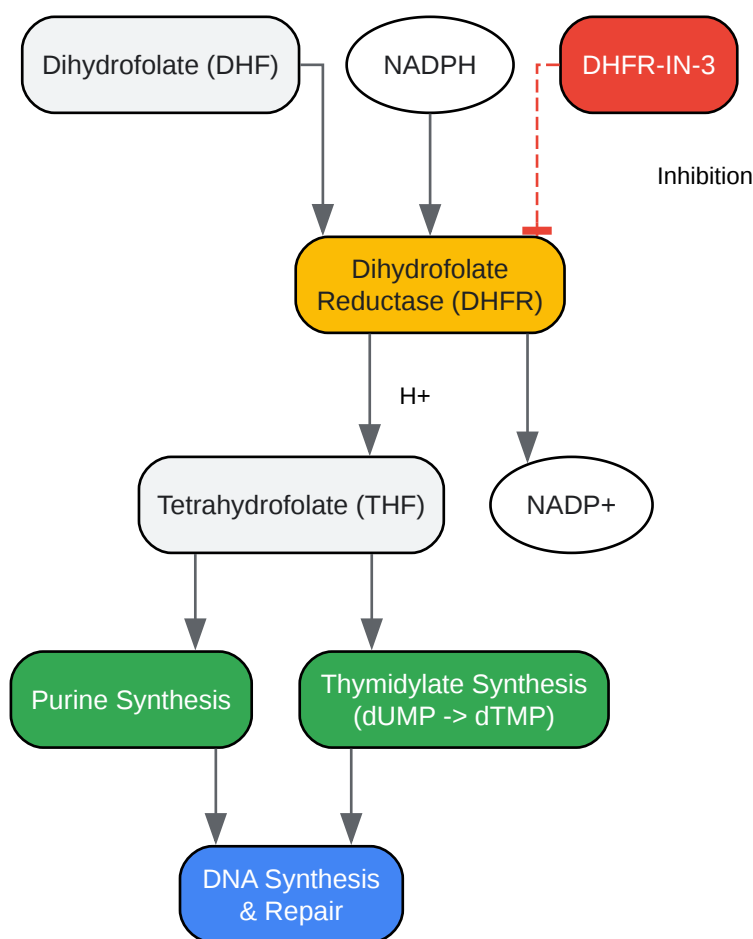 Dihydrofolate (DHF)
NADPH
DHFR-IN-3
Inhibition
Dihydrofolate
Reductase (DHFR)
H+
Tetrahydrofolate (THF)
NADP+
Purine Synthesis
Thymidylate Synthesis
(dUMP -> dTMP)
DNA Synthesis
& Repair